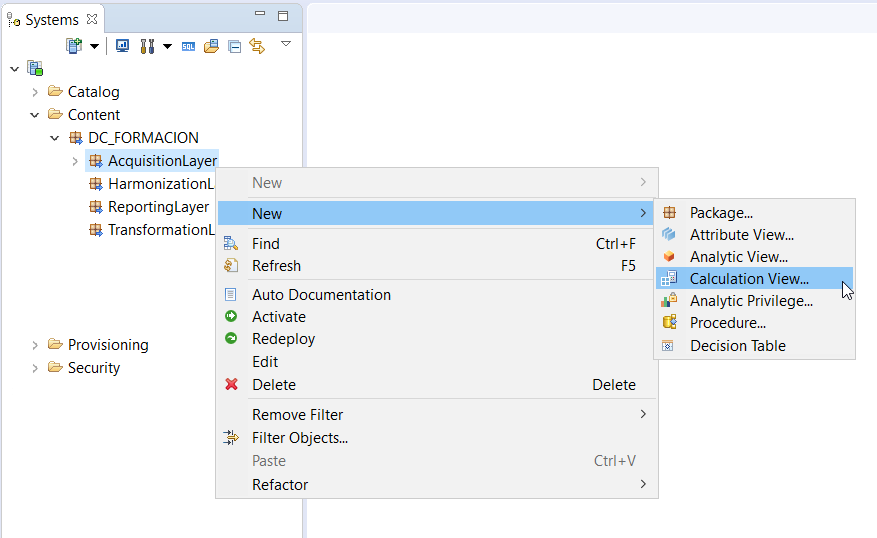 Systems
SQL
Catalog
Content
DC_FORMACION
AcquisitionLayer
HarmonizationL
ReportingLayer
TransformationL
Provisioning
Security
New
New
Find Ctrl+F
Refresh F5
Auto Documentation
Activate
Redeploy
Edit
Delete Delete
Remove Filter
Filter Objects...
Paste Ctrl+V
Refactor
Package...
Attribute View...
Analytic View...
Calculation View...
Analytic Privilege...
Procedure...
Decision Table